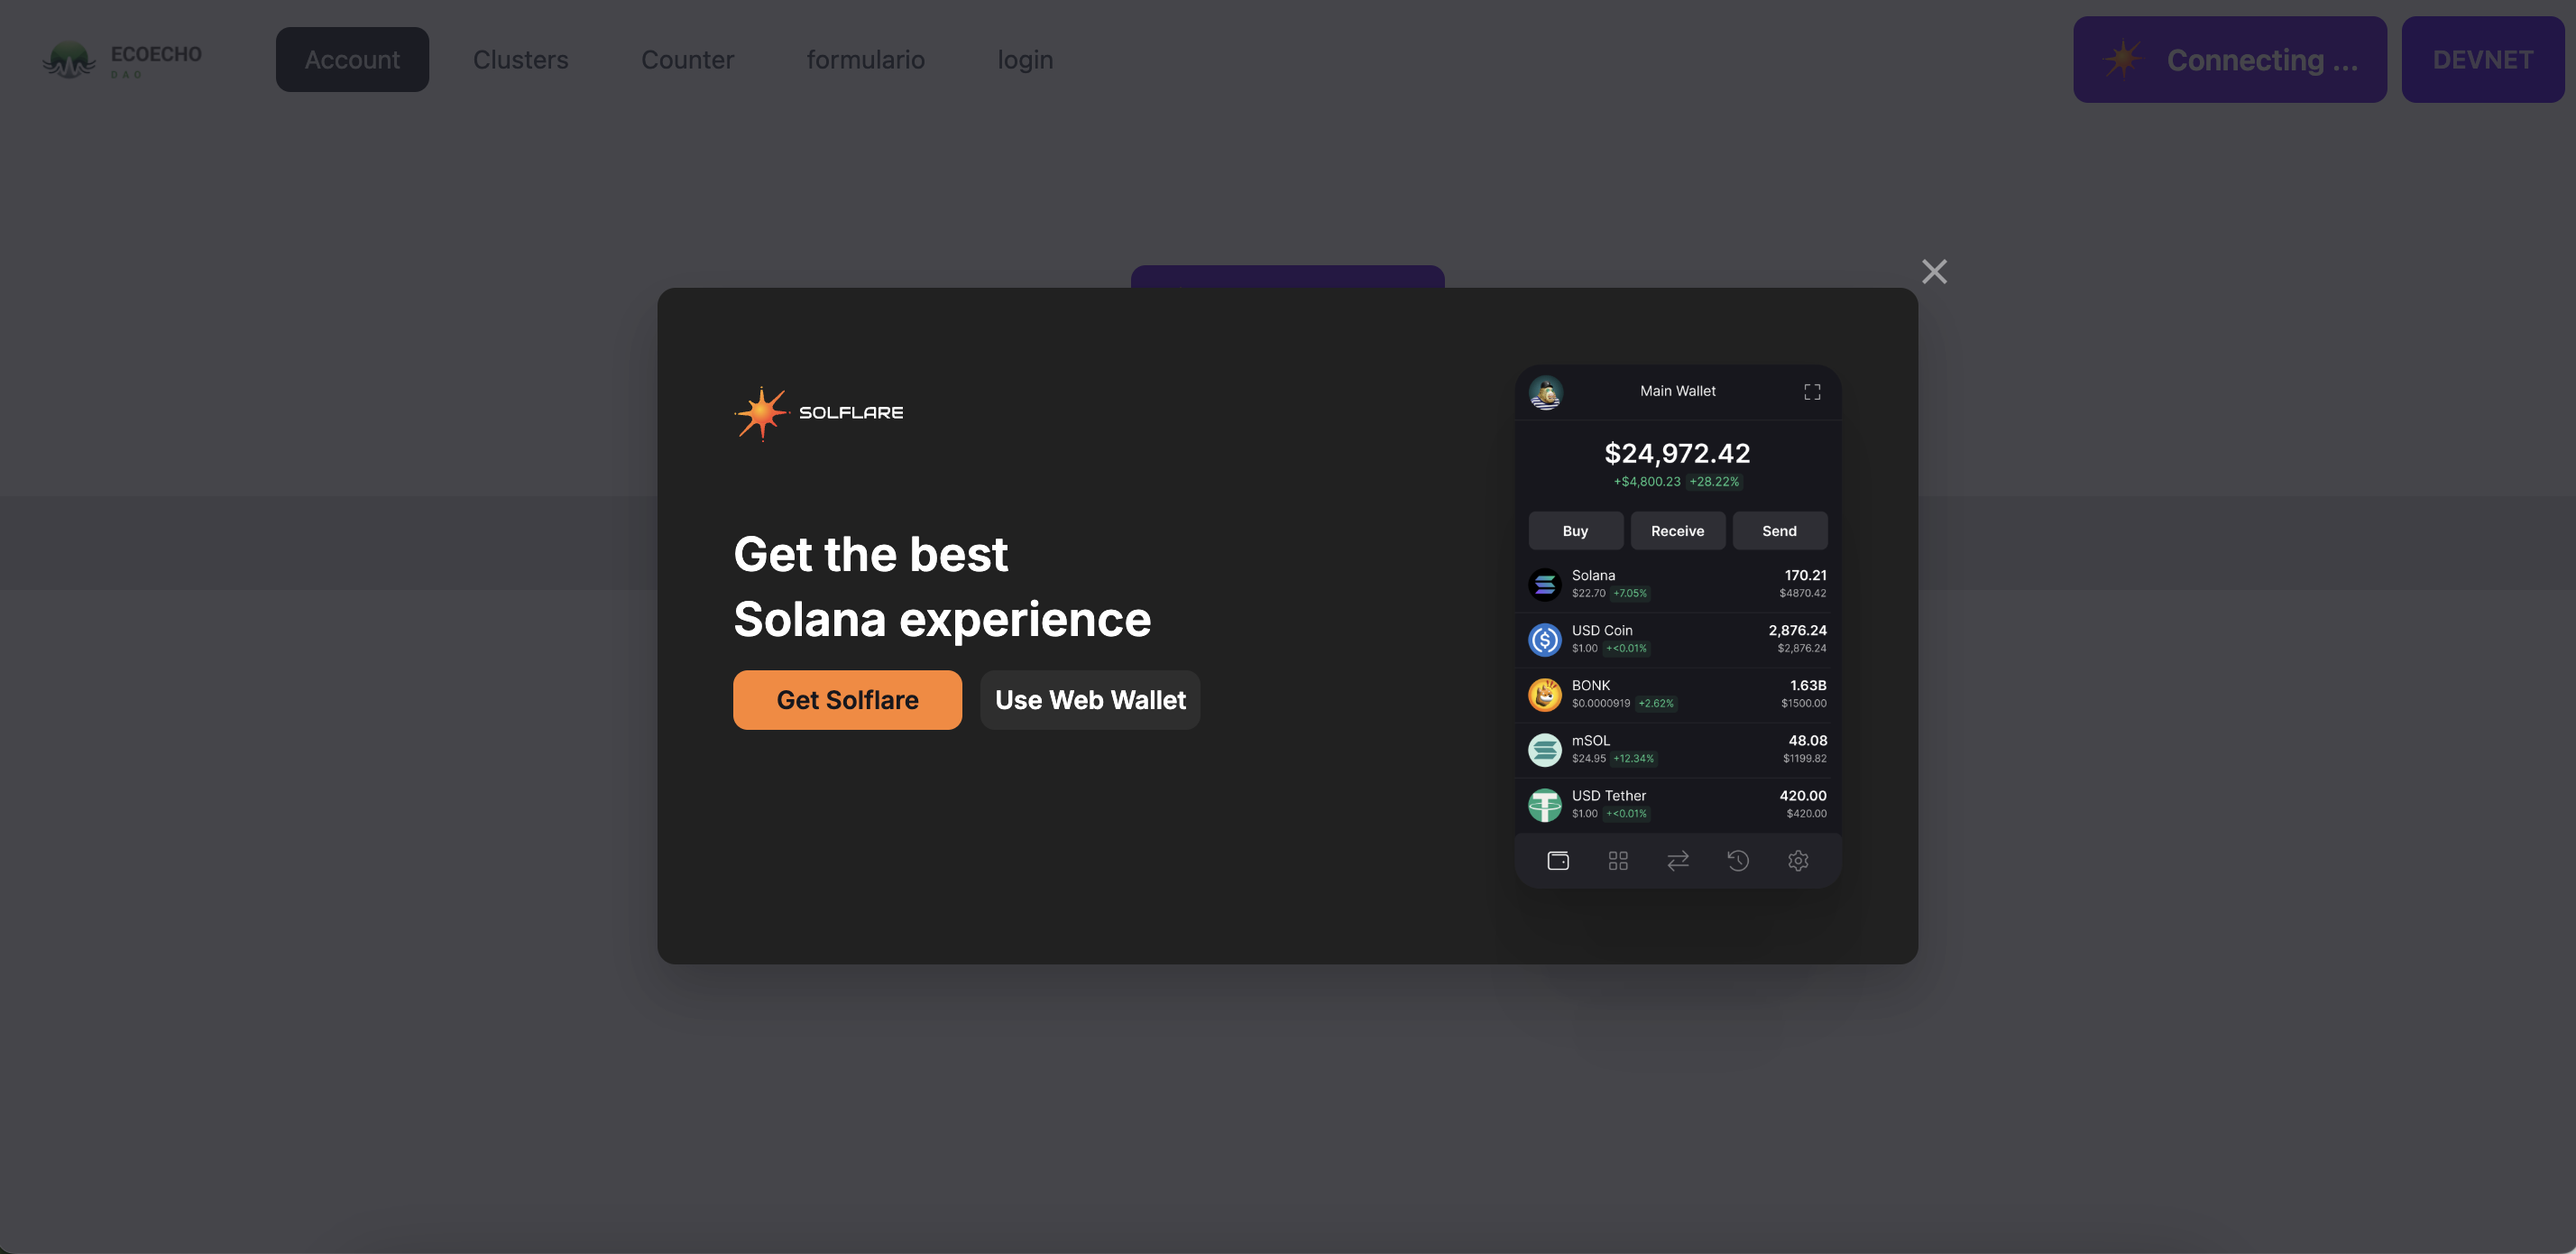 ECOECHO
DAO
Account
Clusters
Counter
formulario
login
Connecting ...
DEVNET
SOLFLARE
Get the best
Solana experience
Get Solflare
Use Web Wallet
Main Wallet
$24,972.42
+$4,800.23 +28.22%
Buy
Receive
Send
Solana 170.21
$22.70 +7.05% $4870.42
USD Coin 2,876.24
$1.00 +<0.01% $2,876.24
BONK 1.63B
$0.0000919 +2.62% $1500.00
mSOL 48.08
$24.95 +12.34% $1199.82
USD Tether 420.00
$1.00 +<0.01% $420.00